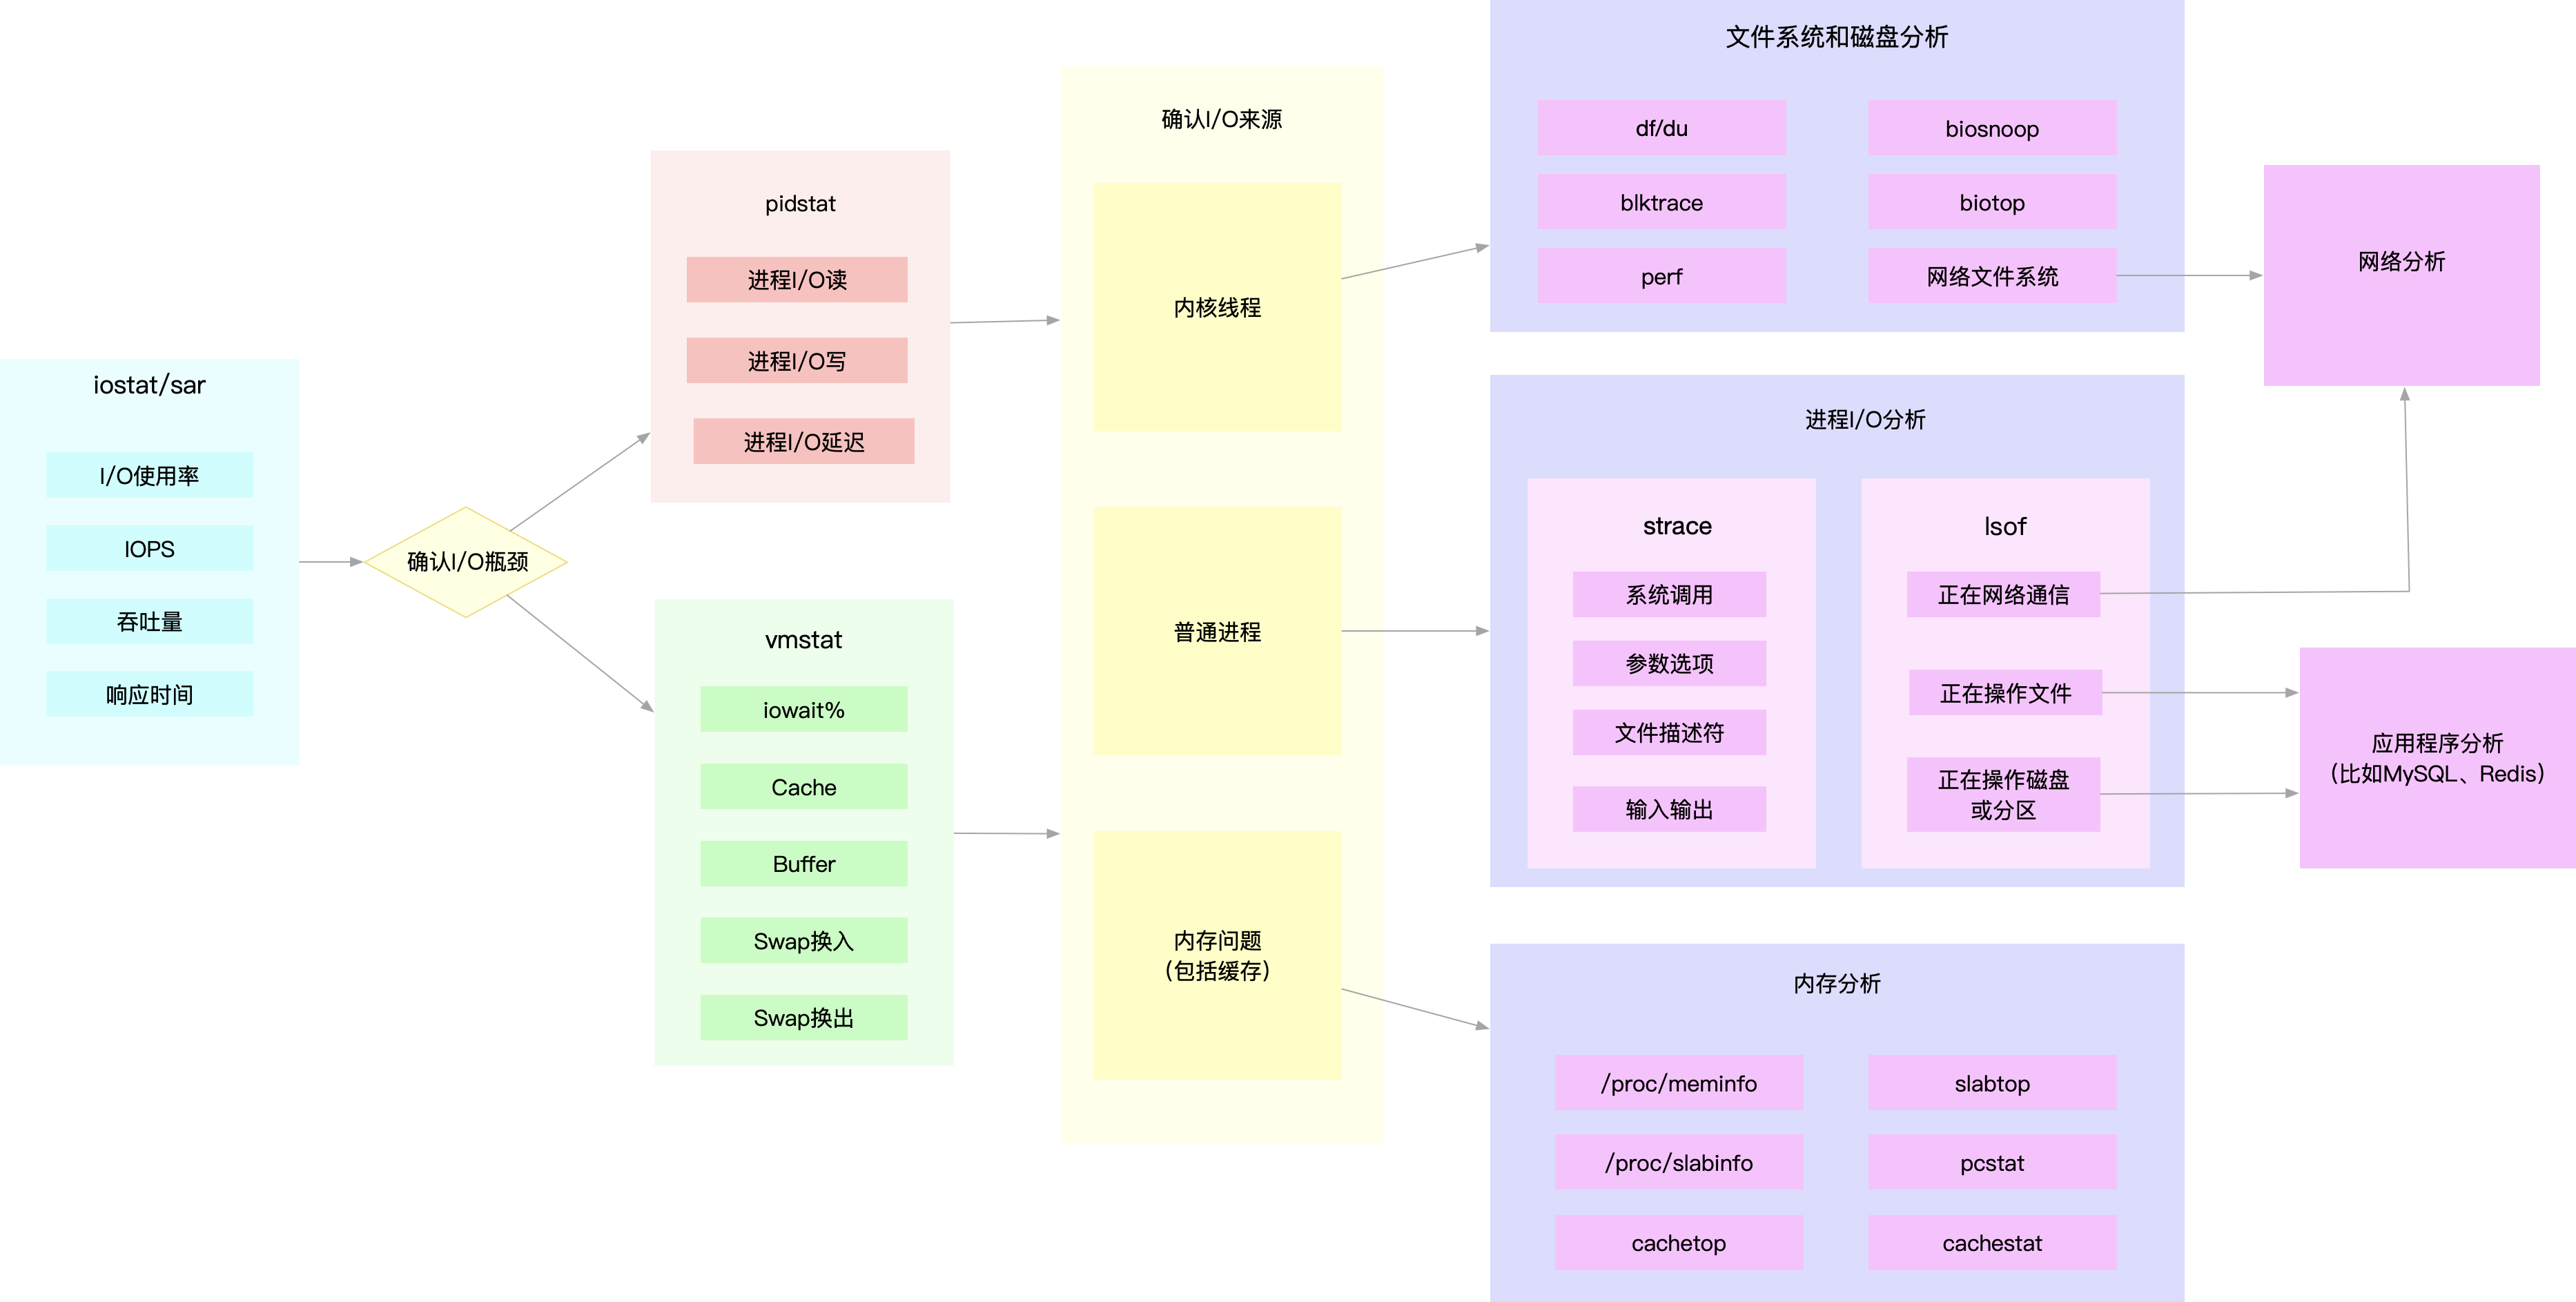 iostat/sar
I/O使用率
IOPS
吞吐量
响应时间
确认I/O瓶颈
pidstat
进程I/O读
进程I/O写
进程I/O延迟
vmstat
iowait%
Cache
Buffer
Swap换入
Swap换出
确认I/O来源
内核线程
普通进程
内存问题
（包括缓存）
文件系统和磁盘分析
df/du
biosnoop
blktrace
biotop
perf
网络文件系统
进程I/O分析
strace
系统调用
参数选项
文件描述符
输入输出
lsof
正在网络通信
正在操作文件
正在操作磁盘
或分区
内存分析
/proc/meminfo
slabtop
/proc/slabinfo
pcstat
cachetop
cachestat
网络分析
应用程序分析
（比如MySQL、Redis）